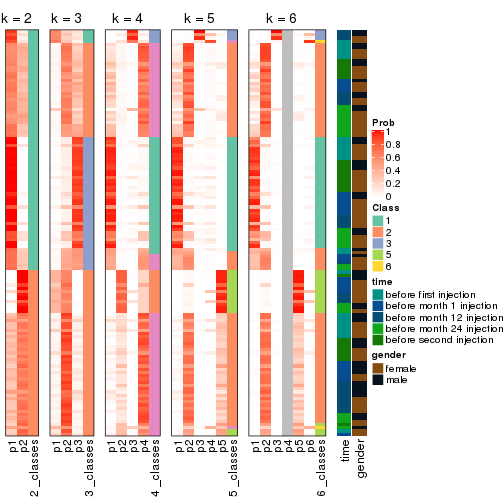 k = 2 k = 3 k = 4 k = 5 k = 6
Prob
1
0.8
0.6
0.4
0.2
0
Class
1
2
3
4
5
6
time
before first injection
before month 1 injection
before month 12 injection
before month 24 injection
before second injection
gender
female
male
p1 p2 2_classes p1 p2 p3 3_classes p1 p2 p3 p4 4_classes p1 p2 p3 p4 p5 5_classes p1 p2 p3 p4 p5 p6 6_classes time gender